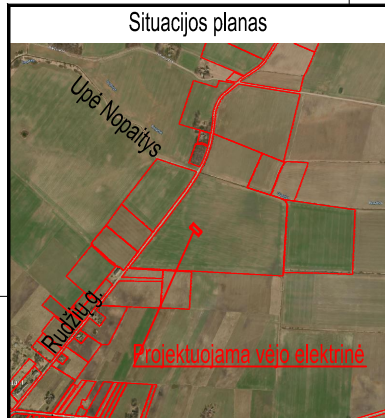 Situacijos planas
Upė Nopaitys
Rudžių g.
Projektuojama vėjo elektrinė